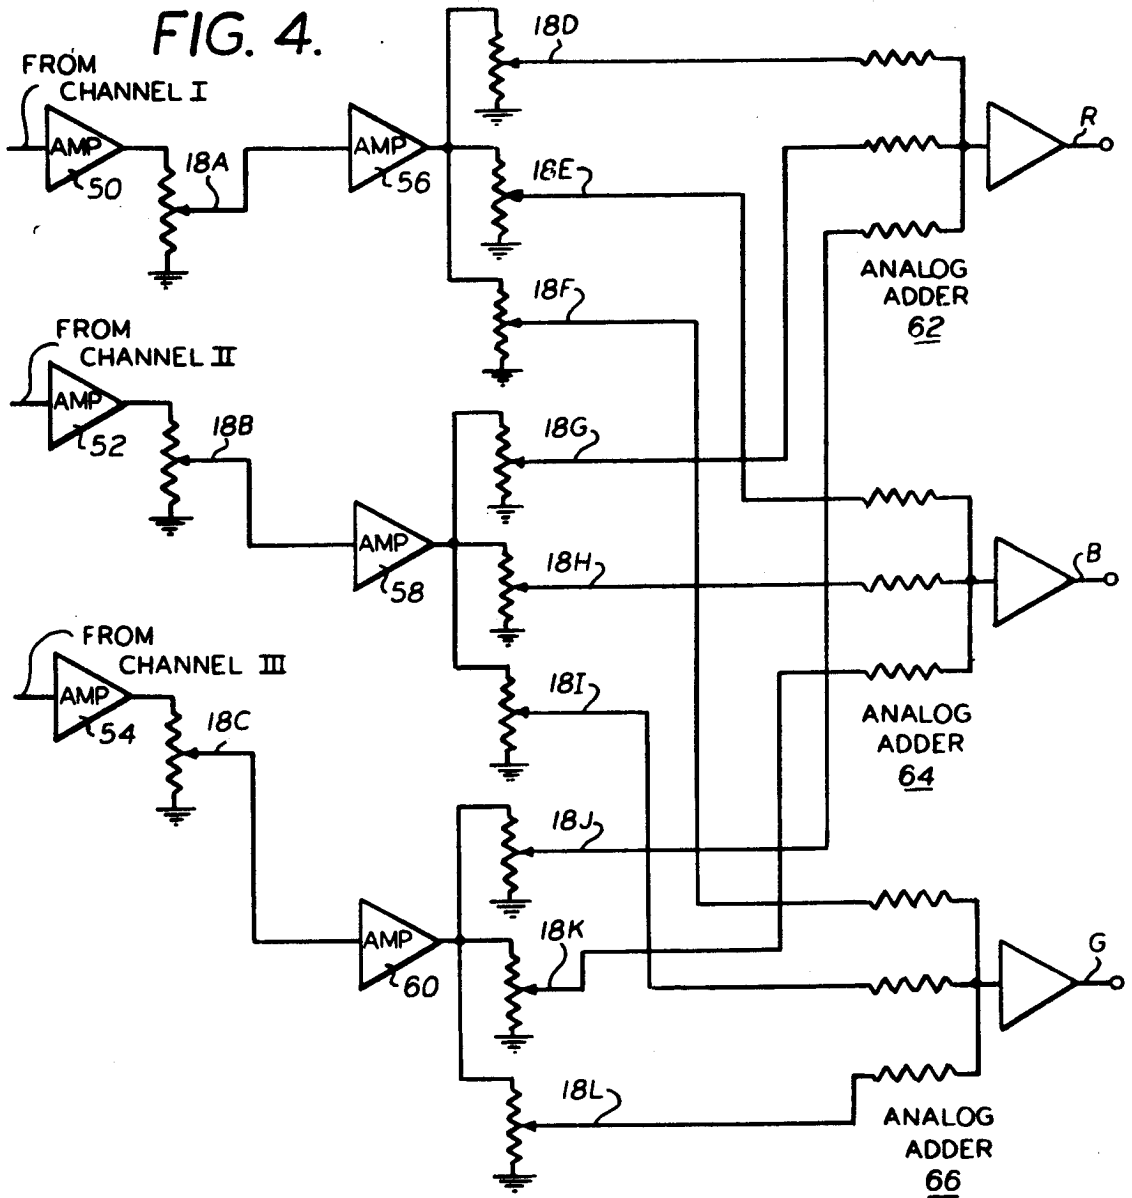 FIG. 4.
FROM
CHANNEL I
AMP
50
18A
AMP
56
18D
18E
18F
R
ANALOG
ADDER
62
FROM
CHANNEL II
AMP
52
18B
AMP
58
18G
18H
18I
B
ANALOG
ADDER
64
FROM
CHANNEL III
AMP
54
18C
AMP
60
18J
18K
18L
G
ANALOG
ADDER
66